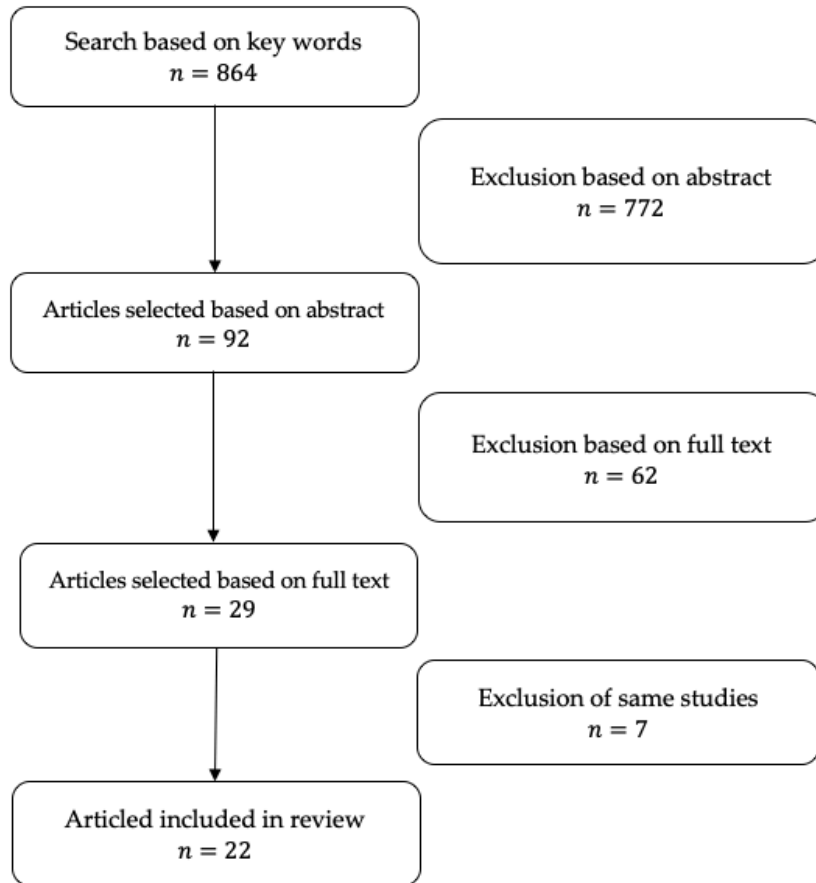 Search based on key words
n = 864
Exclusion based on abstract
n = 772
Articles selected based on abstract
n = 92
Exclusion based on full text
n = 62
Articles selected based on full text
n = 29
Exclusion of same studies
n = 7
Articled included in review
n = 22